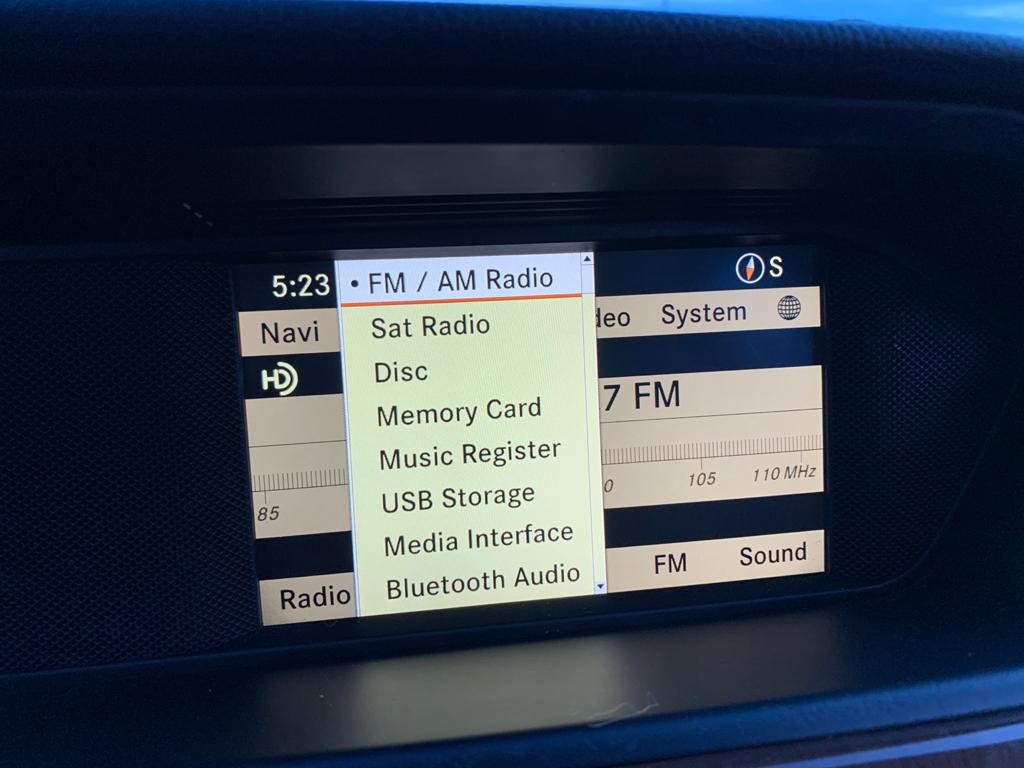 5:23
• FM / AM Radio
S
Navi
Sat Radio
deo
System
HD
Disc
7 FM
Memory Card
Music Register
USB Storage
85
0
105
110 MHz
Media Interface
Radio
Bluetooth Audio
FM
Sound